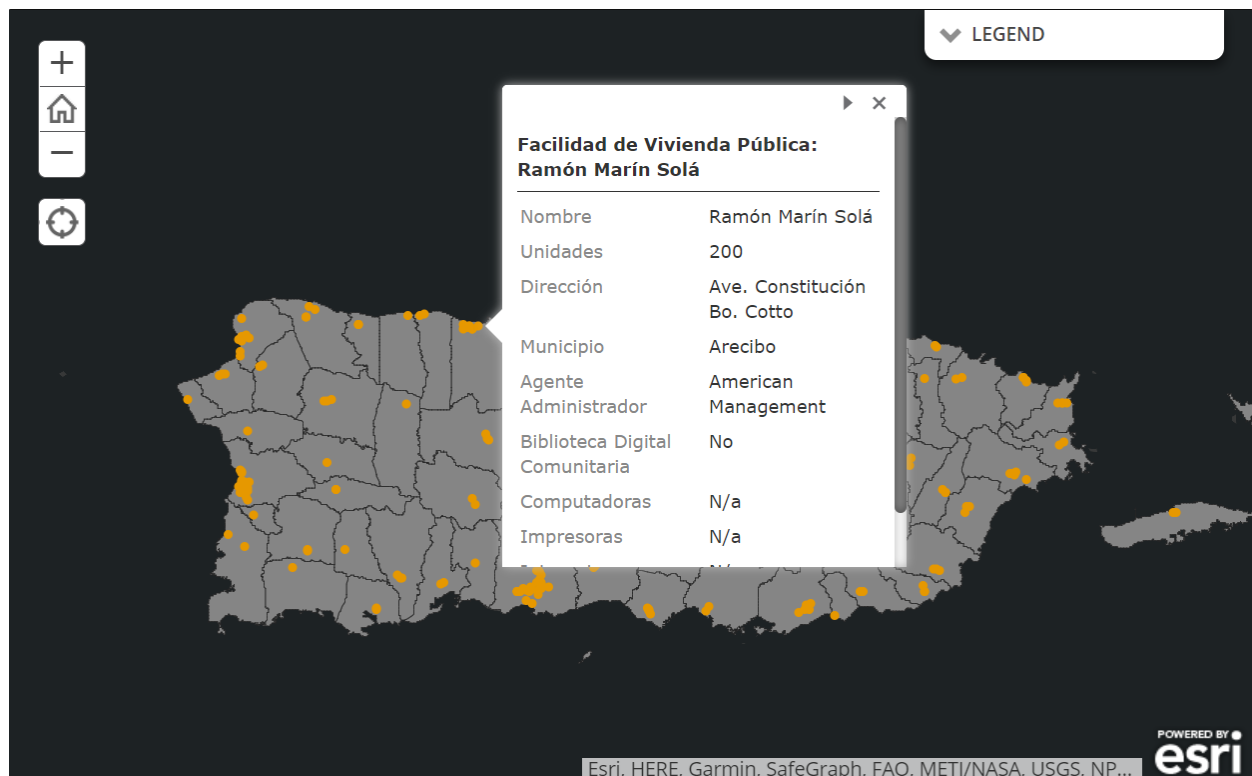 LEGEND
Facilidad de Vivienda Pública:
Ramón Marín Solá
Nombre Ramón Marín Solá
Unidades 200
Dirección Ave. Constitución
Bo. Cotto
Municipio Arecibo
Agente American
Administrador Management
Biblioteca Digital No
Comunitaria
Computadoras N/a
Impresoras N/a
POWERED BY
esri
Esri, HERE, Garmin, SafeGraph, FAO, METI/NASA, USGS, NP...